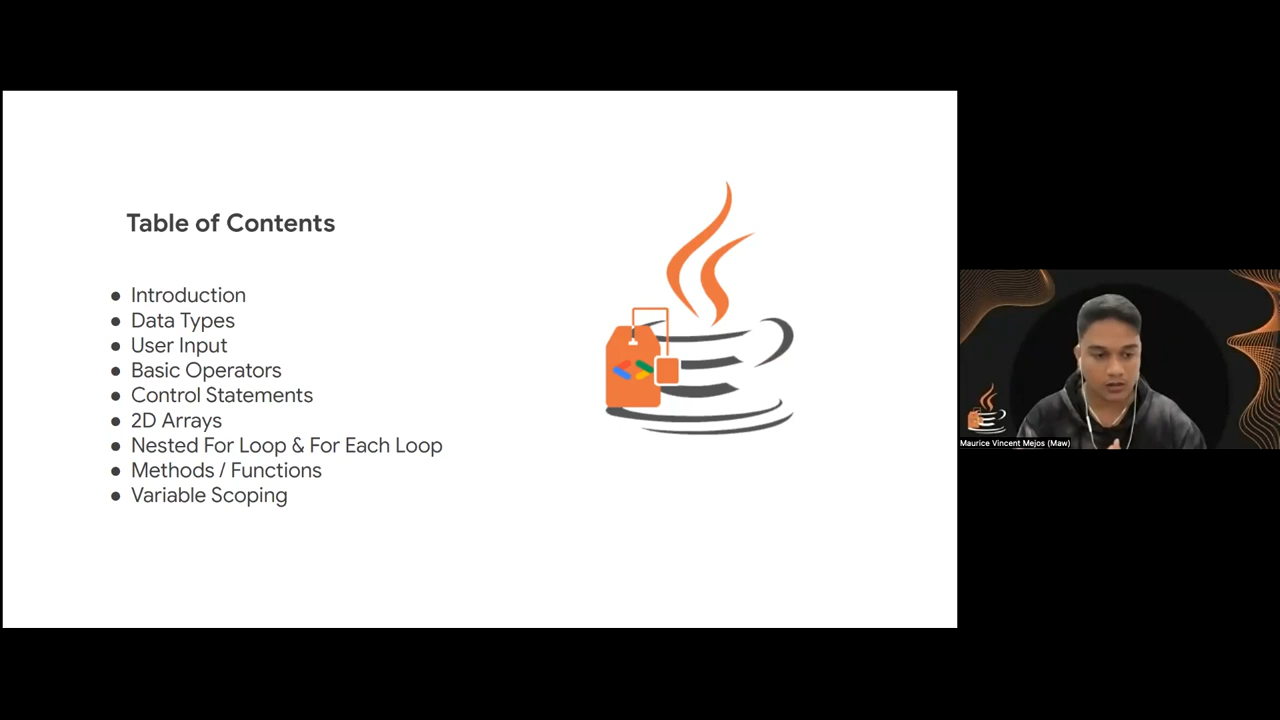 Table of Contents
● Introduction
● Data Types
● User Input
● Basic Operators
● Control Statements
● 2D Arrays
● Nested For Loop & For Each Loop
● Methods / Functions
● Variable Scoping
Maurice Vincent Mejos (Maw)